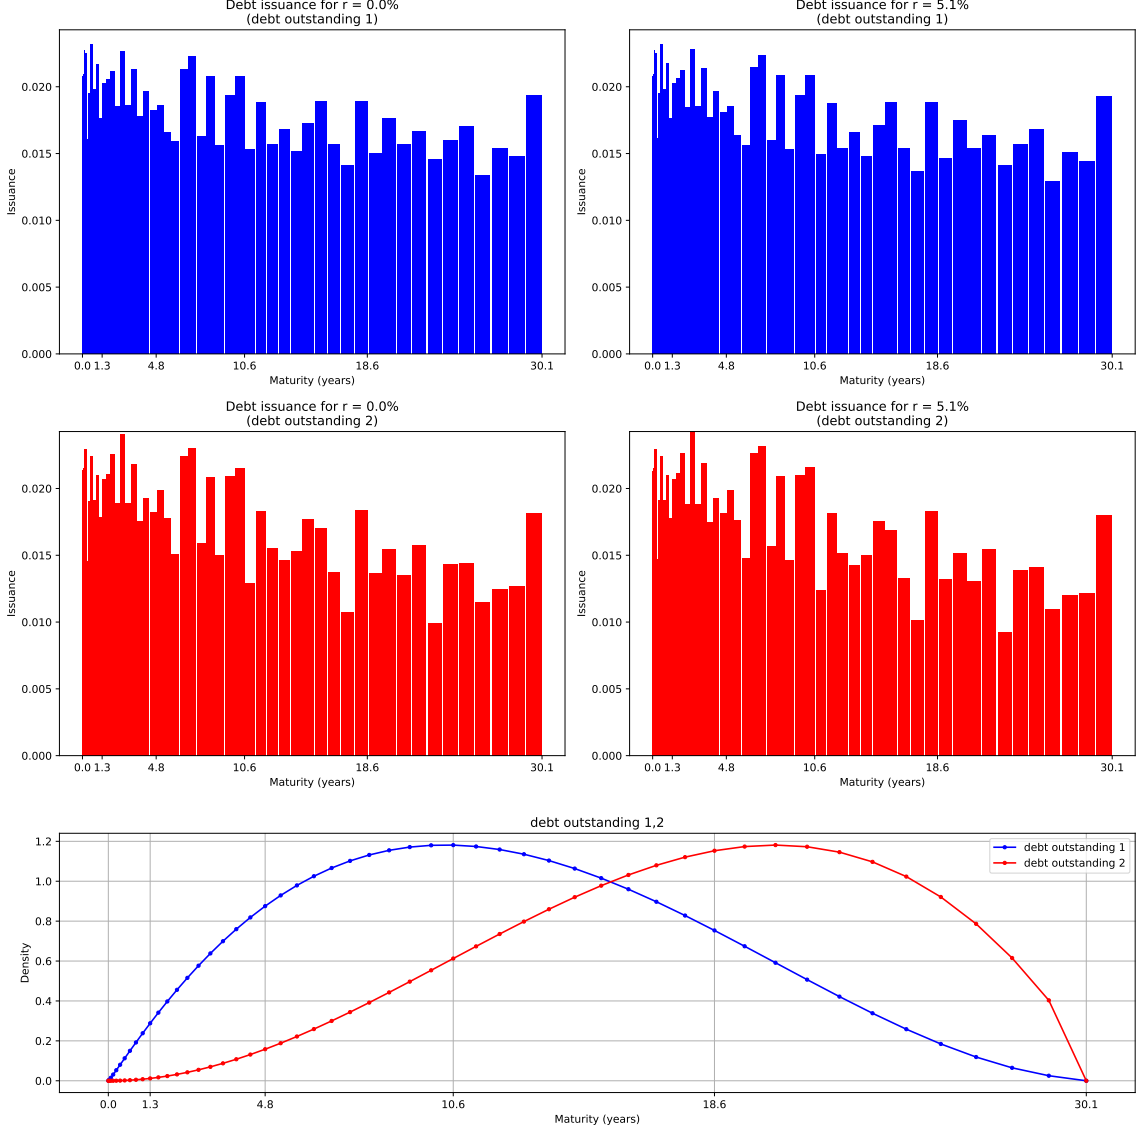 Debt issuance for r = 0.0%
(debt outstanding 1)
Issuance
0.020
0.015
0.010
0.005
0.000
0.0 1.3 4.8 10.6 18.6 30.1
Maturity (years)
Debt issuance for r = 5.1%
(debt outstanding 1)
Issuance
0.020
0.015
0.010
0.005
0.000
0.0 1.3 4.8 10.6 18.6 30.1
Maturity (years)
Debt issuance for r = 0.0%
(debt outstanding 2)
Issuance
0.020
0.015
0.010
0.005
0.000
0.0 1.3 4.8 10.6 18.6 30.1
Maturity (years)
Debt issuance for r = 5.1%
(debt outstanding 2)
Issuance
0.020
0.015
0.010
0.005
0.000
0.0 1.3 4.8 10.6 18.6 30.1
Maturity (years)
debt outstanding 1,2
Density
1.2
1.0
0.8
0.6
0.4
0.2
0.0
debt outstanding 1
debt outstanding 2
0.0 1.3 4.8 10.6 18.6 30.1
Maturity (years)